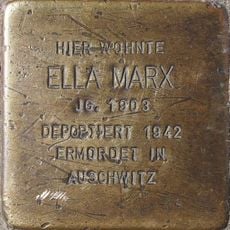 HIER WOHNTE
ELLA MARX
JG. 1903
DEPORTIERT 1942
ERMORDET IN
AUSCHWITZ